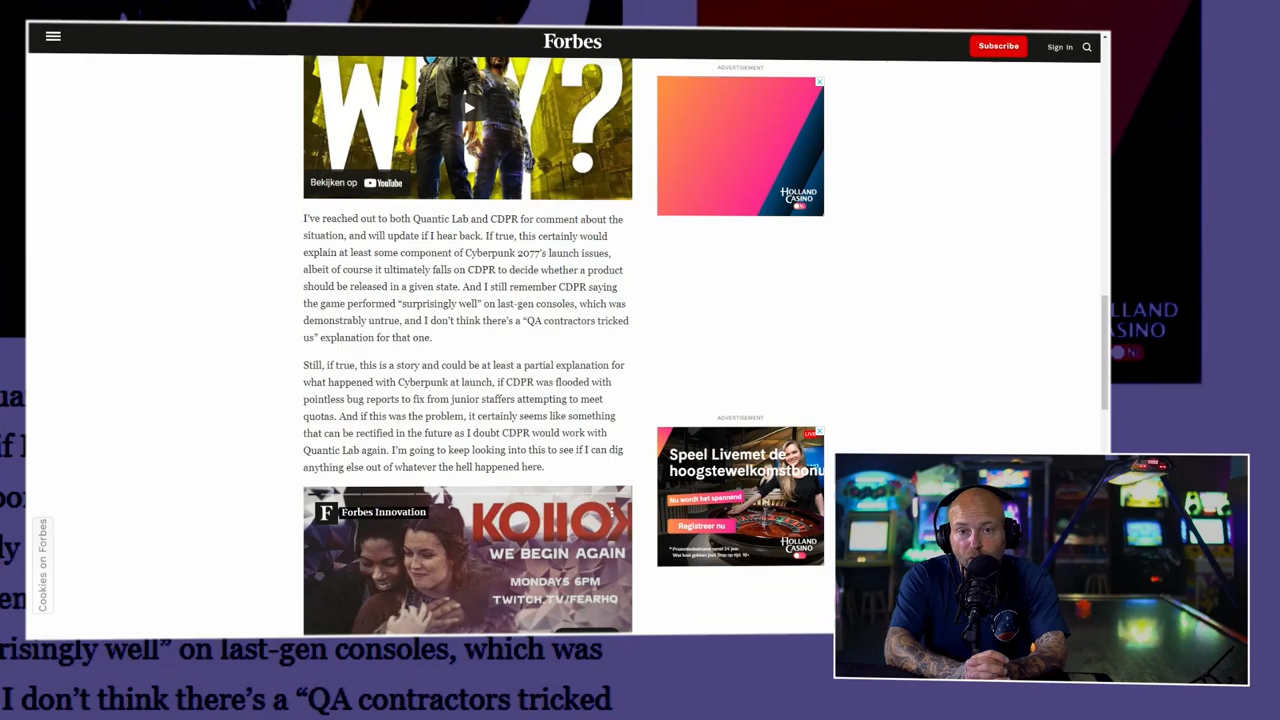 Forbes
Subscribe
Sign In
ADVERTISEMENT
WHY?
Bekijken op YouTube
HOLLAND
CASINO
ON
I've reached out to both Quantic Lab and CDPR for comment about the
situation, and will update if I hear back. If true, this certainly would
explain at least some component of Cyberpunk 2077's launch issues,
albeit of course it ultimately falls on CDPR to decide whether a product
should be released in a given state. And I still remember CDPR saying
the game performed “surprisingly well” on last-gen consoles, which was
demonstrably untrue, and I don't think there's a “QA contractors tricked
us” explanation for that one.
Still, if true, this is a story and could be at least a partial explanation for
what happened with Cyberpunk at launch, if CDPR was flooded with
pointless bug reports to fix from junior staffers attempting to meet
quotas. And if this was the problem, it certainly seems like something
that can be rectified in the future as I doubt CDPR would work with
Quantic Lab again. I'm going to keep looking into this to see if I can dig
anything else out of whatever the hell happened here.
ADVERTISEMENT
LIVE
Speel Livemet de
hoogstewelkomstbonu
Nu wordt het spannend
Registreer nu
HOLLAND
CASINO
F Forbes Innovation
KOLLOK
WE BEGIN AGAIN
MONDAYS 6PM
TWITCH.TV/FEARHQ
Cookies on Forbes
LLAND
SINO
ON
risingly well” on last-gen consoles, which was
I don’t think there’s a “QA contractors tricked